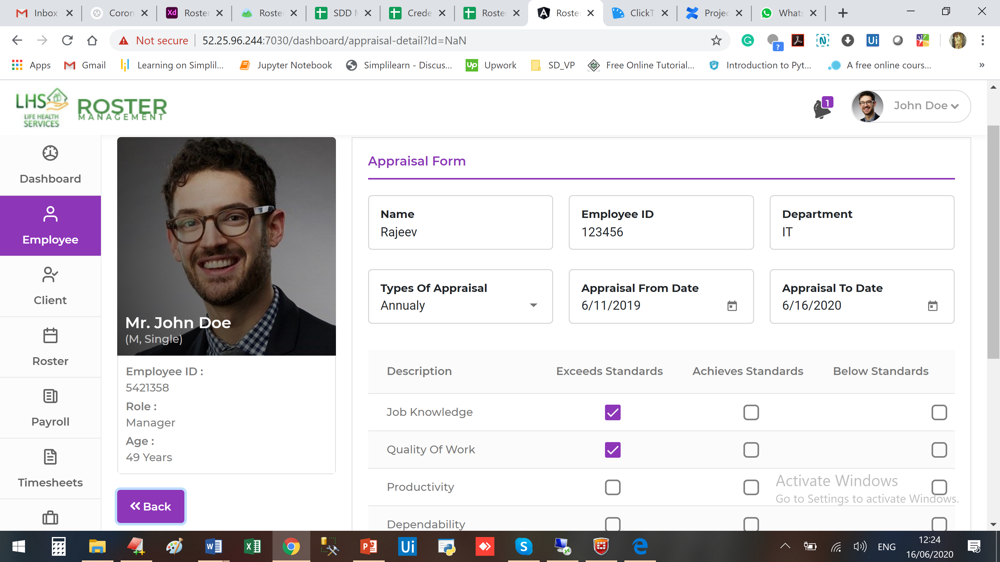 Inbox
Coron
Roster
Roster
SDD M
Crede
Roster
Roster
ClickT
Projec
Whats
Not secure
52.25.96.244:7030/dashboard/appraisal-detail?Id=NaN
Apps
Gmail
Learning on Simplil...
Jupyter Notebook
Simplilearn - Discus...
Upwork
SD_VP
Free Online Tutorial...
Introduction to Pyt...
A free online cours...
LHS
LIFE HEALTH
SERVICES
ROSTER
MANAGEMENT
1
John Doe
Dashboard
Employee
Client
Roster
Payroll
Timesheets
Mr. John Doe
(M, Single)
Employee ID :
5421358
Role :
Manager
Age :
49 Years
Back
Appraisal Form
Name
Rajeev
Employee ID
123456
Department
IT
Types Of Appraisal
Annualy
Appraisal From Date
6/11/2019
Appraisal To Date
6/16/2020
Description Exceeds Standards Achieves Standards Below Standards
Job Knowledge
Quality Of Work
Productivity
Dependability
Activate Windows
Go to Settings to activate Windows.
ENG
12:24
16/06/2020